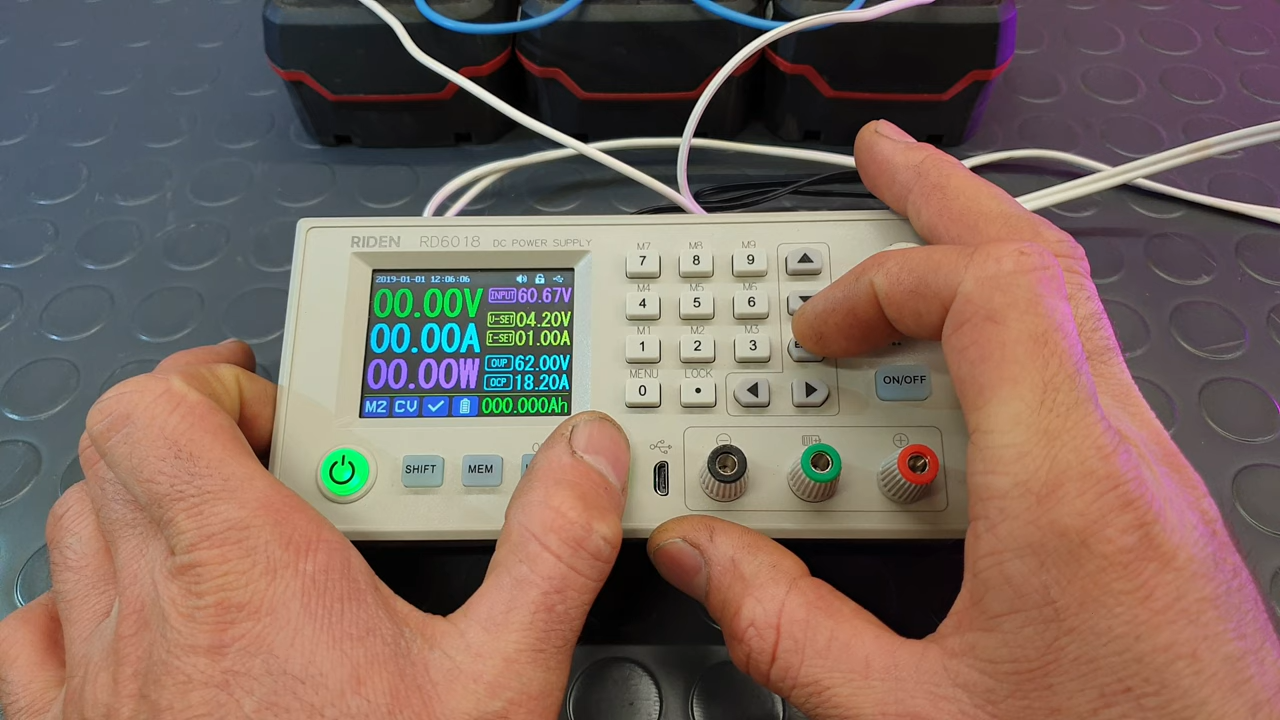 RIDEN RD6018 DC POWER SUPPLY
2019-01-01 12:06:06
00.00V
INPUT 60.67V
00.00A
V-SET 04.20V
I-SET 01.00A
00.00W
OVP 62.00V
OCP 18.20A
M2 CV 000.000Ah
M7 M8 M9
7 8 9
M4 M5 M6
4 5 6
M1 M2 M3
1 2 3
MENU LOCK
0 •
ON/OFF
SHIFT MEM